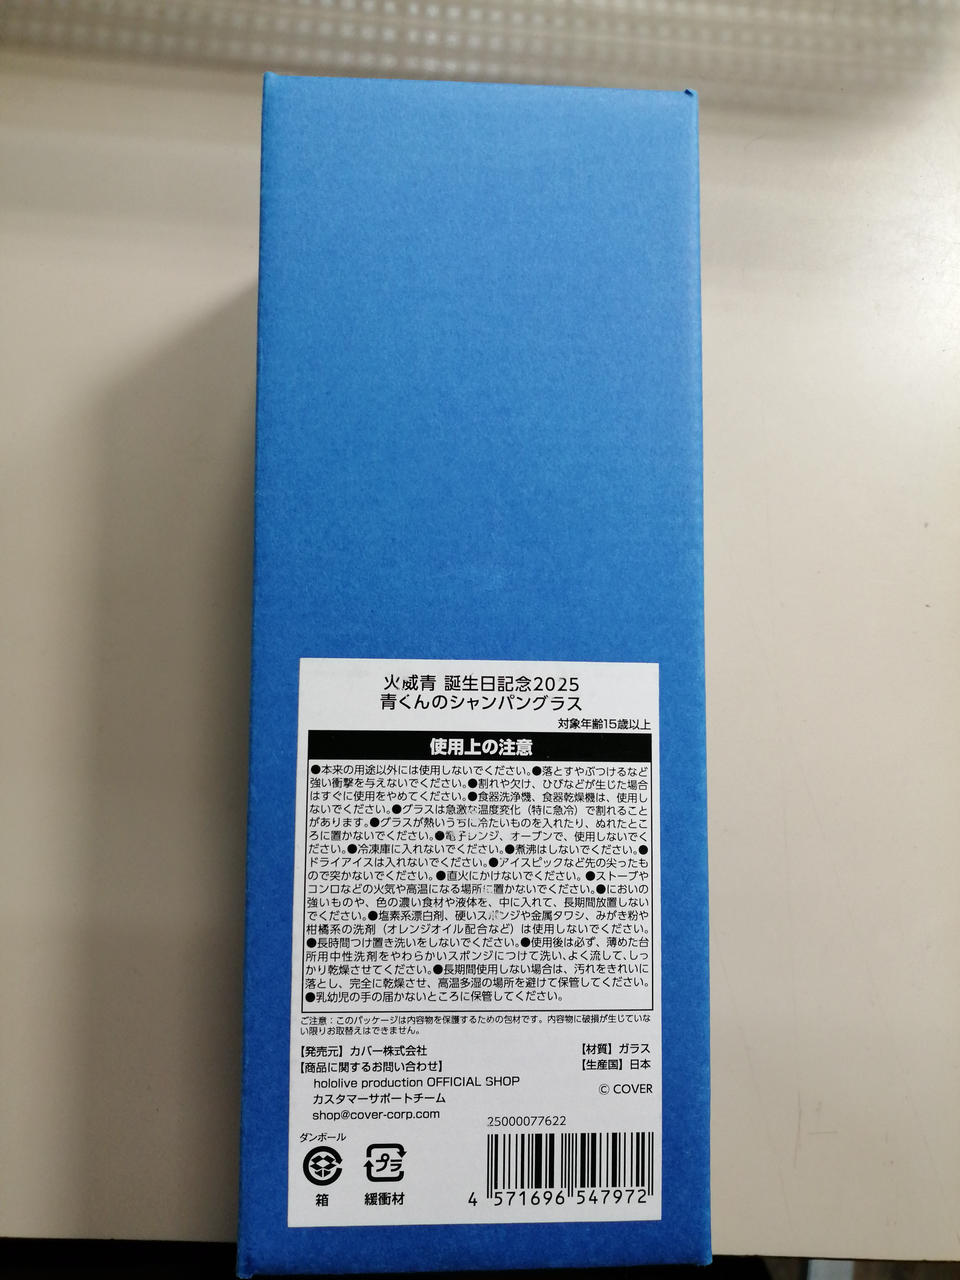 火威青 誕生日記念2025
青くんのシャンパングラス
対象年齢15歳以上
使用上の注意
●本来の用途以外には使用しないでください。●落とすやぶつけるなど
強い衝撃を与えないでください。●割れや欠け、ひびなどが生じた場合
はすぐに使用をやめてください。●食器洗浄機、食器乾燥機は、使用し
ないでください。●グラスは急激な温度変化（特に急冷）で割れること
があります。●グラスが熱いうちに冷たいものを入れたり、ぬれたとこ
ろに置かないでください。●電子レンジ、オーブンで、使用しないでく
ださい。●冷凍庫に入れないでください。●煮沸はしないでください。●
ドライアイスは入れないでください。●アイスピックなど先の尖ったも
ので突かないでください。●直火にかけないでください。●ストーブや
コンロなどの火気や高温になる場所に置かないでください。●においの
強いものや、色の濃い食材や液体を、中に入れて、長期間放置しない
でください。●塩素系漂白剤、硬いスポンジや金属タワシ、みがき粉や
柑橘系の洗剤（オレンジオイル配合など）は使用しないでください。
●長時間つけ置き洗いをしないでください。●使用後は必ず、薄めた台
所用中性洗剤をやわらかいスポンジにつけて洗い、よく流して、しっ
かり乾燥させてください。●長期間使用しない場合は、汚れをきれいに
落とし、完全に乾燥させ、高温多湿の場所を避けて保管してください。
●乳幼児の手の届かないところに保管してください。
ご注意：このパッケージは内容物を保護するための包材です。内容物に破損が生じていな
い限りお取替えはできません。
【発売元】カバー株式会社
【材質】ガラス
【商品に関するお問い合わせ】
【生産国】日本
hololive production OFFICIAL SHOP
© COVER
カスタマーサポートチーム
shop@cover-corp.com
25000077622
ダンボール
プラ
箱
緩衝材
4 571696 547972